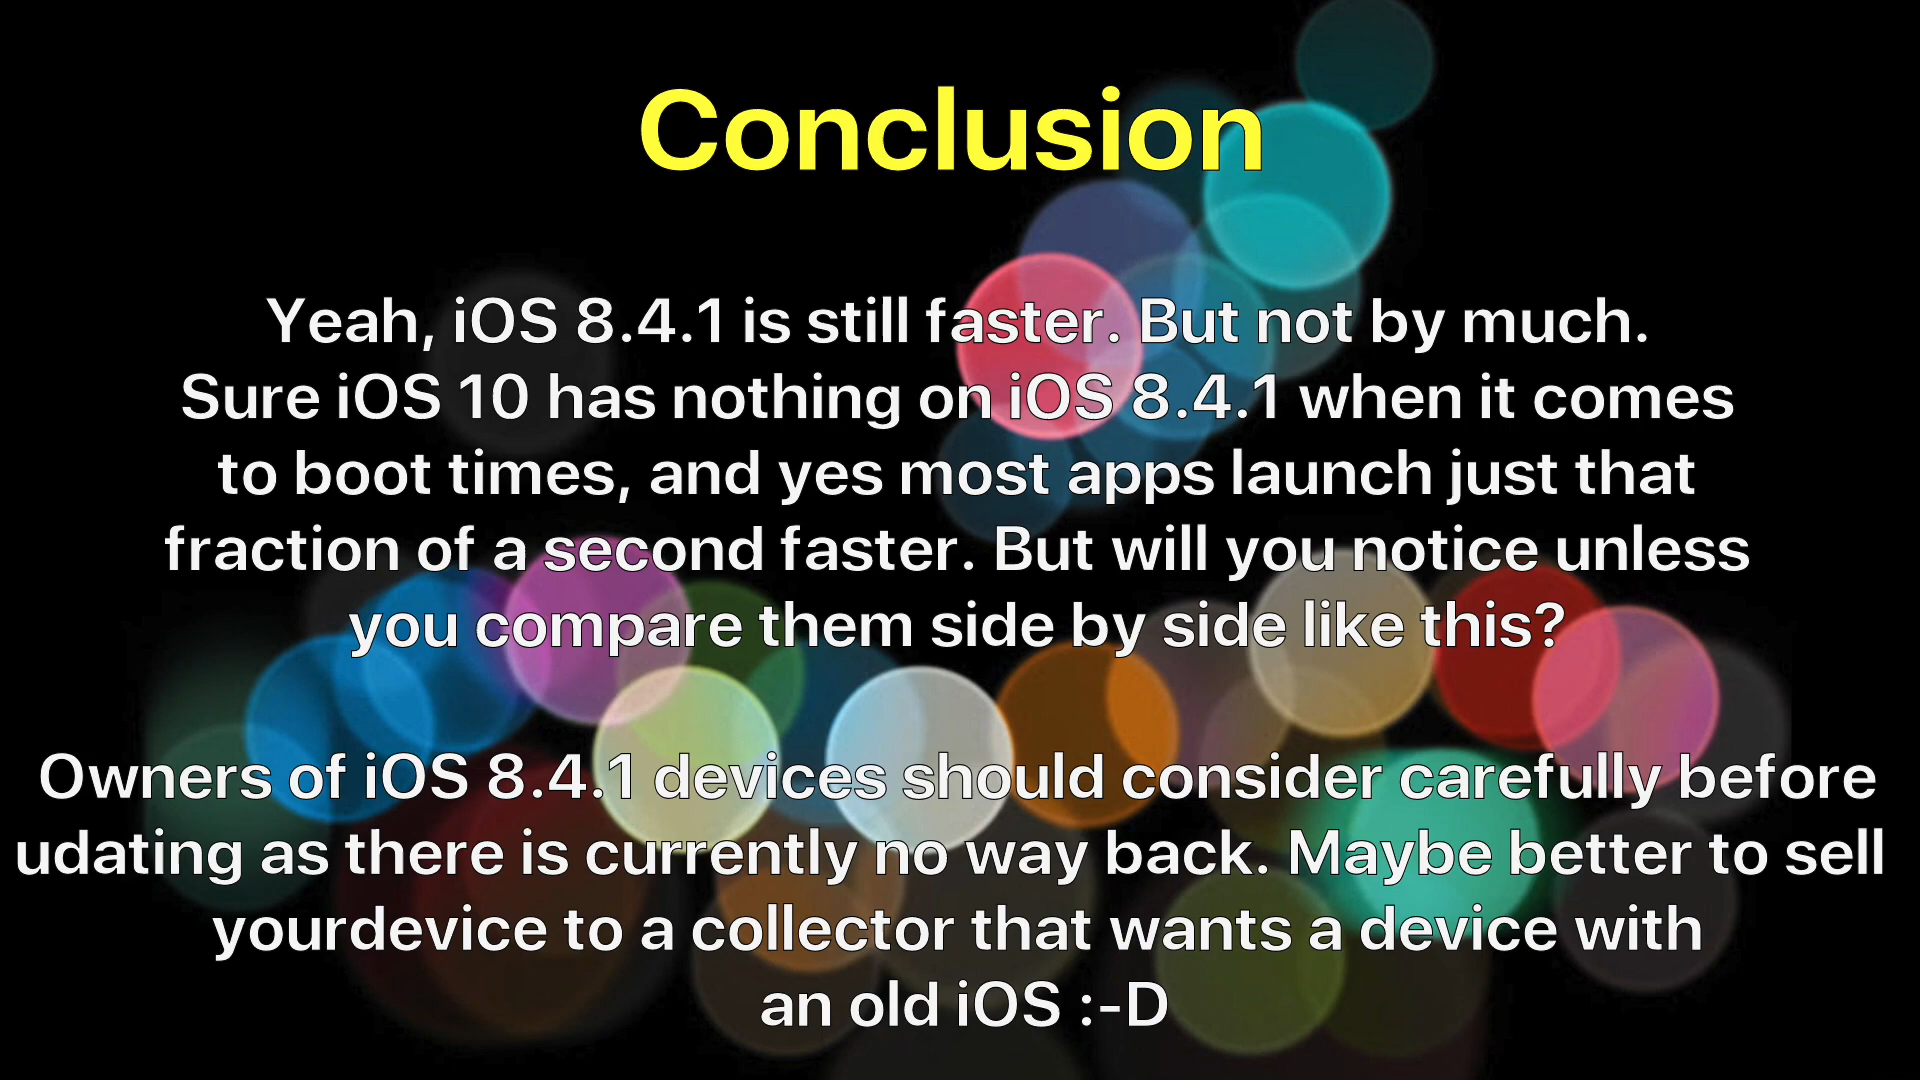 Conclusion
Yeah, iOS 8.4.1 is still faster. But not by much.
Sure iOS 10 has nothing on iOS 8.4.1 when it comes
to boot times, and yes most apps launch just that
fraction of a second faster. But will you notice unless
you compare them side by side like this?
Owners of iOS 8.4.1 devices should consider carefully before
udating as there is currently no way back. Maybe better to sell
yourdevice to a collector that wants a device with
an old iOS :-D